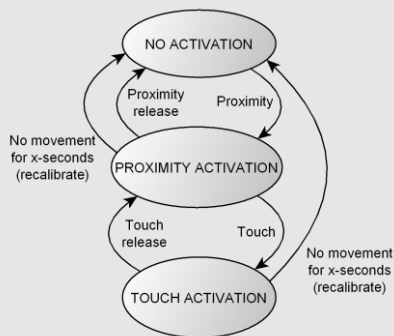 NO ACTIVATION
Proximity
release
Proximity
No movement
for x-seconds
(recalibrate)
PROXIMITY ACTIVATION
Touch
release
Touch
No movement
for x-seconds
(recalibrate)
TOUCH ACTIVATION